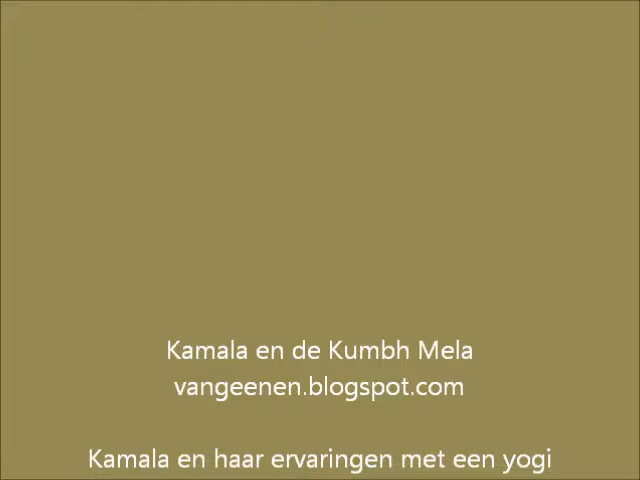 Kamala en de Kumbh Mela
vangeenen.blogspot.com
Kamala en haar ervaringen met een yogi